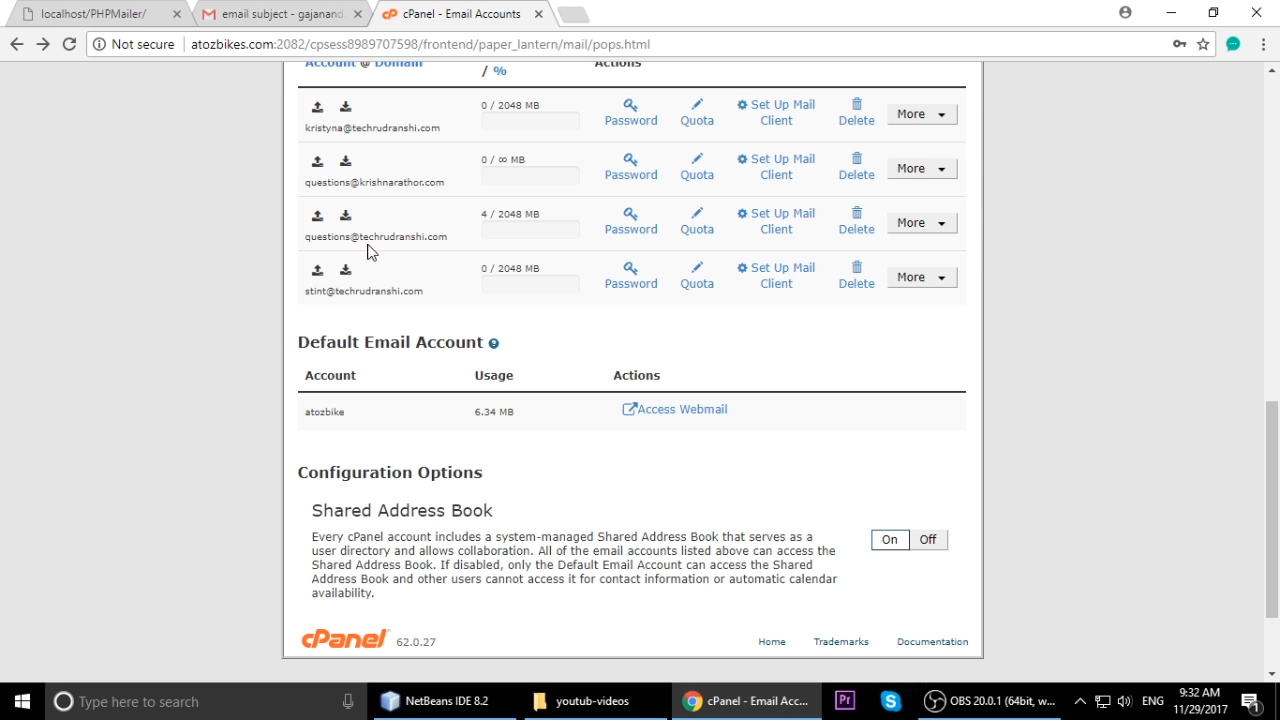 localhost/PHPMailer/
email subject - gajanand
cPanel - Email Accounts
Not secure
atozbikes.com:2082/cpsess8989707598/frontend/paper_lantern/mail/pops.html
Account @ Domain
/ %
Actions
kristyna@techrudranshi.com
0 / 2048 MB
Password
Quota
Set Up Mail
Client
Delete
More
questions@krishnarathor.com
0 / ∞ MB
Password
Quota
Set Up Mail
Client
Delete
More
questions@techrudranshi.com
4 / 2048 MB
Password
Quota
Set Up Mail
Client
Delete
More
stint@techrudranshi.com
0 / 2048 MB
Password
Quota
Set Up Mail
Client
Delete
More
Default Email Account
Account
Usage
Actions
atozbike
6.34 MB
Access Webmail
Configuration Options
Shared Address Book
Every cPanel account includes a system-managed Shared Address Book that serves as a
user directory and allows collaboration. All of the email accounts listed above can access the
Shared Address Book. If disabled, only the Default Email Account can access the Shared
Address Book and other users cannot access it for contact information or automatic calendar
availability.
On
Off
cPanel
62.0.27
Home
Trademarks
Documentation
Type here to search
NetBeans IDE 8.2
youtub-videos
cPanel - Email Acc...
Pr
OBS 20.0.1 (64bit, w...
ENG
9:32 AM
11/29/2017
1